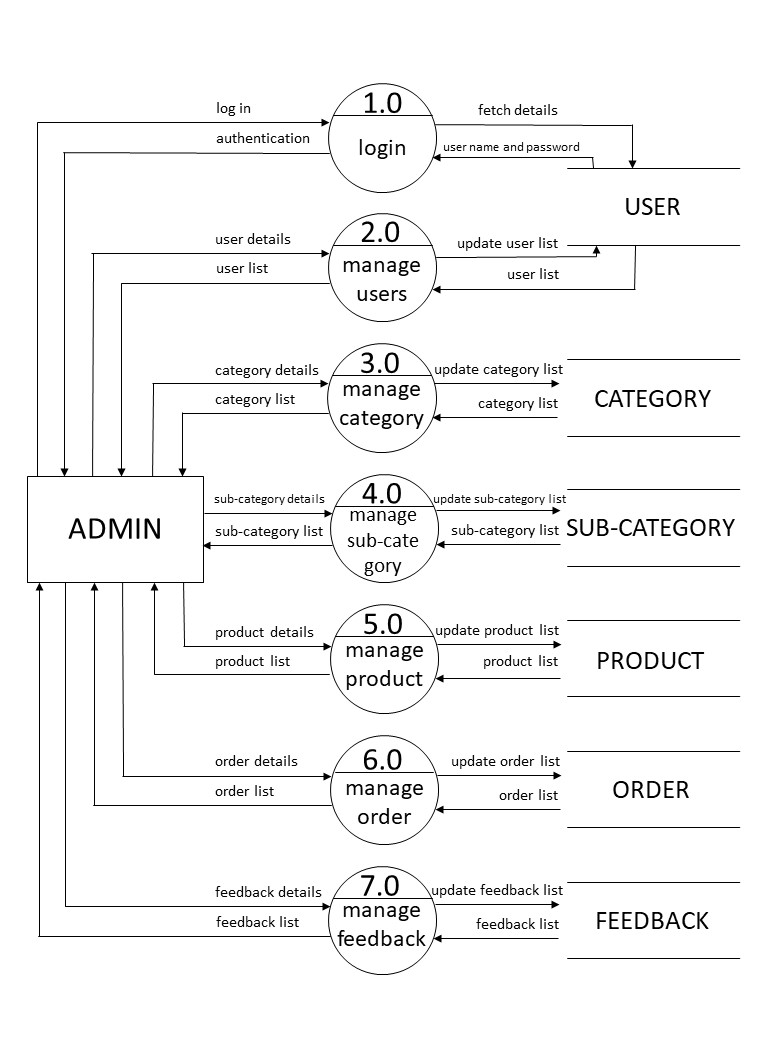 1.0
log in
fetch details
authentication
login
user name and password
USER
2.0
user details
update user list
manage
user list
user list
users
3.0
category details
update category list
manage
category list
category list
category
CATEGORY
4.0
sub-category details
update sub-category list
manage
sub-category list
sub-category list
sub-cate
gory
SUB-CATEGORY
ADMIN
5.0
product details
update product list
manage
product list
product list
product
PRODUCT
6.0
order details
update order list
manage
order list
order list
order
ORDER
7.0
feedback details
update feedback list
manage
feedback list
feedback list
feedback
FEEDBACK